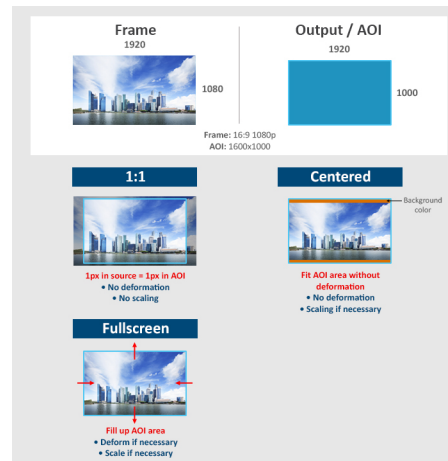 Frame
1920
1080
Output / AOI
1920
1000
Frame: 16:9 1080p
AOI: 1600x1000
1:1
1px in source = 1px in AOI
• No deformation
• No scaling
Centered
Background
color
Fit AOI area without
deformation
• No deformation
• Scaling if necessary
Fullscreen
Fill up AOI area
• Deform if necessary
• Scale if necessary